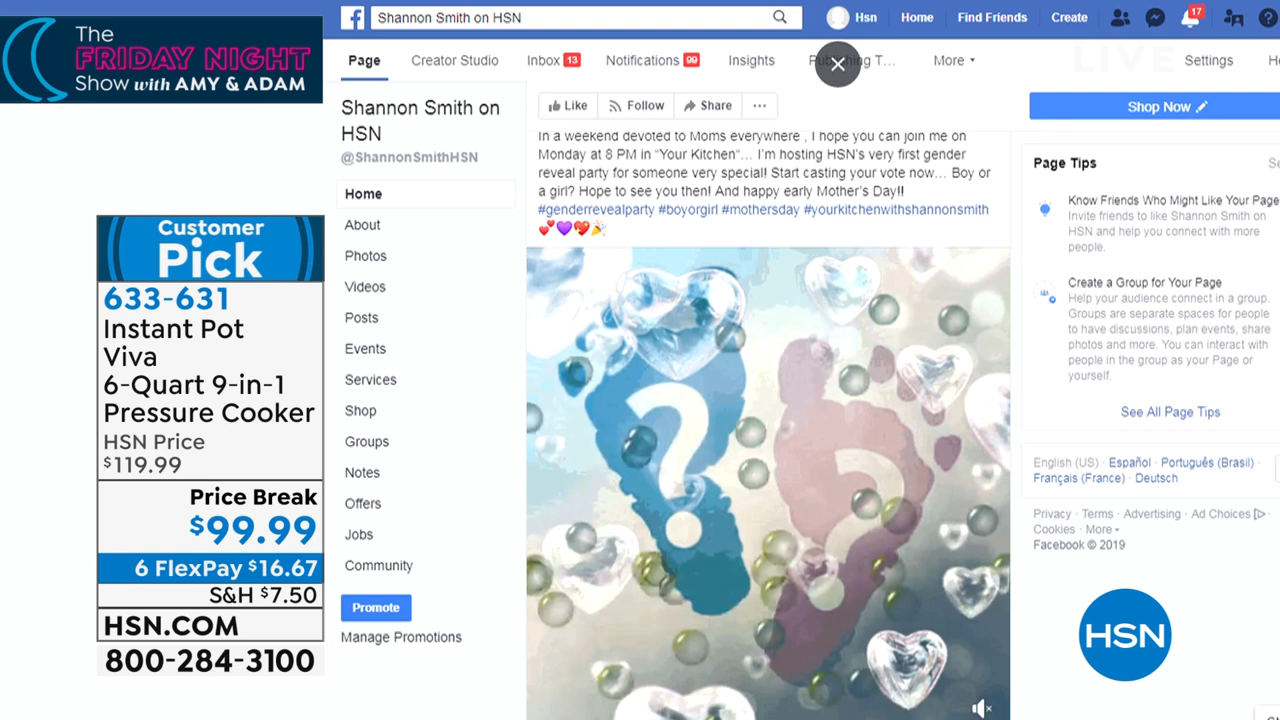 The
FRIDAY NIGHT
Show with AMY & ADAM
Customer
Pick
633-631
Instant Pot
Viva
6-Quart 9-in-1
Pressure Cooker
HSN Price
$119.99
Price Break
$99.99
6 FlexPay $16.67
S&H $7.50
HSN.COM
800-284-3100
Shannon Smith on HSN
Hsn
Home
Find Friends
Create
17
Page
Creator Studio
Inbox 13
Notifications 99
Insights
More
LIVE
Settings
Shannon Smith on
HSN
@ShannonSmithHSN
Home
About
Photos
Videos
Posts
Events
Services
Shop
Groups
Notes
Offers
Jobs
Community
Promote
Manage Promotions
Like
Follow
Share
...
Shop Now
In a weekend devoted to Moms everywhere , I hope you can join me on
Monday at 8 PM in "Your Kitchen"... I'm hosting HSN's very first gender
reveal party for someone very special! Start casting your vote now... Boy or
a girl? Hope to see you then! And happy early Mother's Day!!
#genderrevealparty #boyorgirl #mothersday #yourkitchenwithshannonsmith
? ?
Page Tips
Know Friends Who Might Like Your Page
Invite friends to like Shannon Smith on
HSN and help you connect with more
people.
Create a Group for Your Page
Help your audience connect in a group.
Groups are separate spaces for people
to have discussions, plan events, share
photos and more. You can interact with
people in the group as your Page or
yourself.
See All Page Tips
English (US) · Español · Português (Brasil) ·
Français (France) · Deutsch
Privacy · Terms · Advertising · Ad Choices ·
Cookies · More
Facebook © 2019
HSN